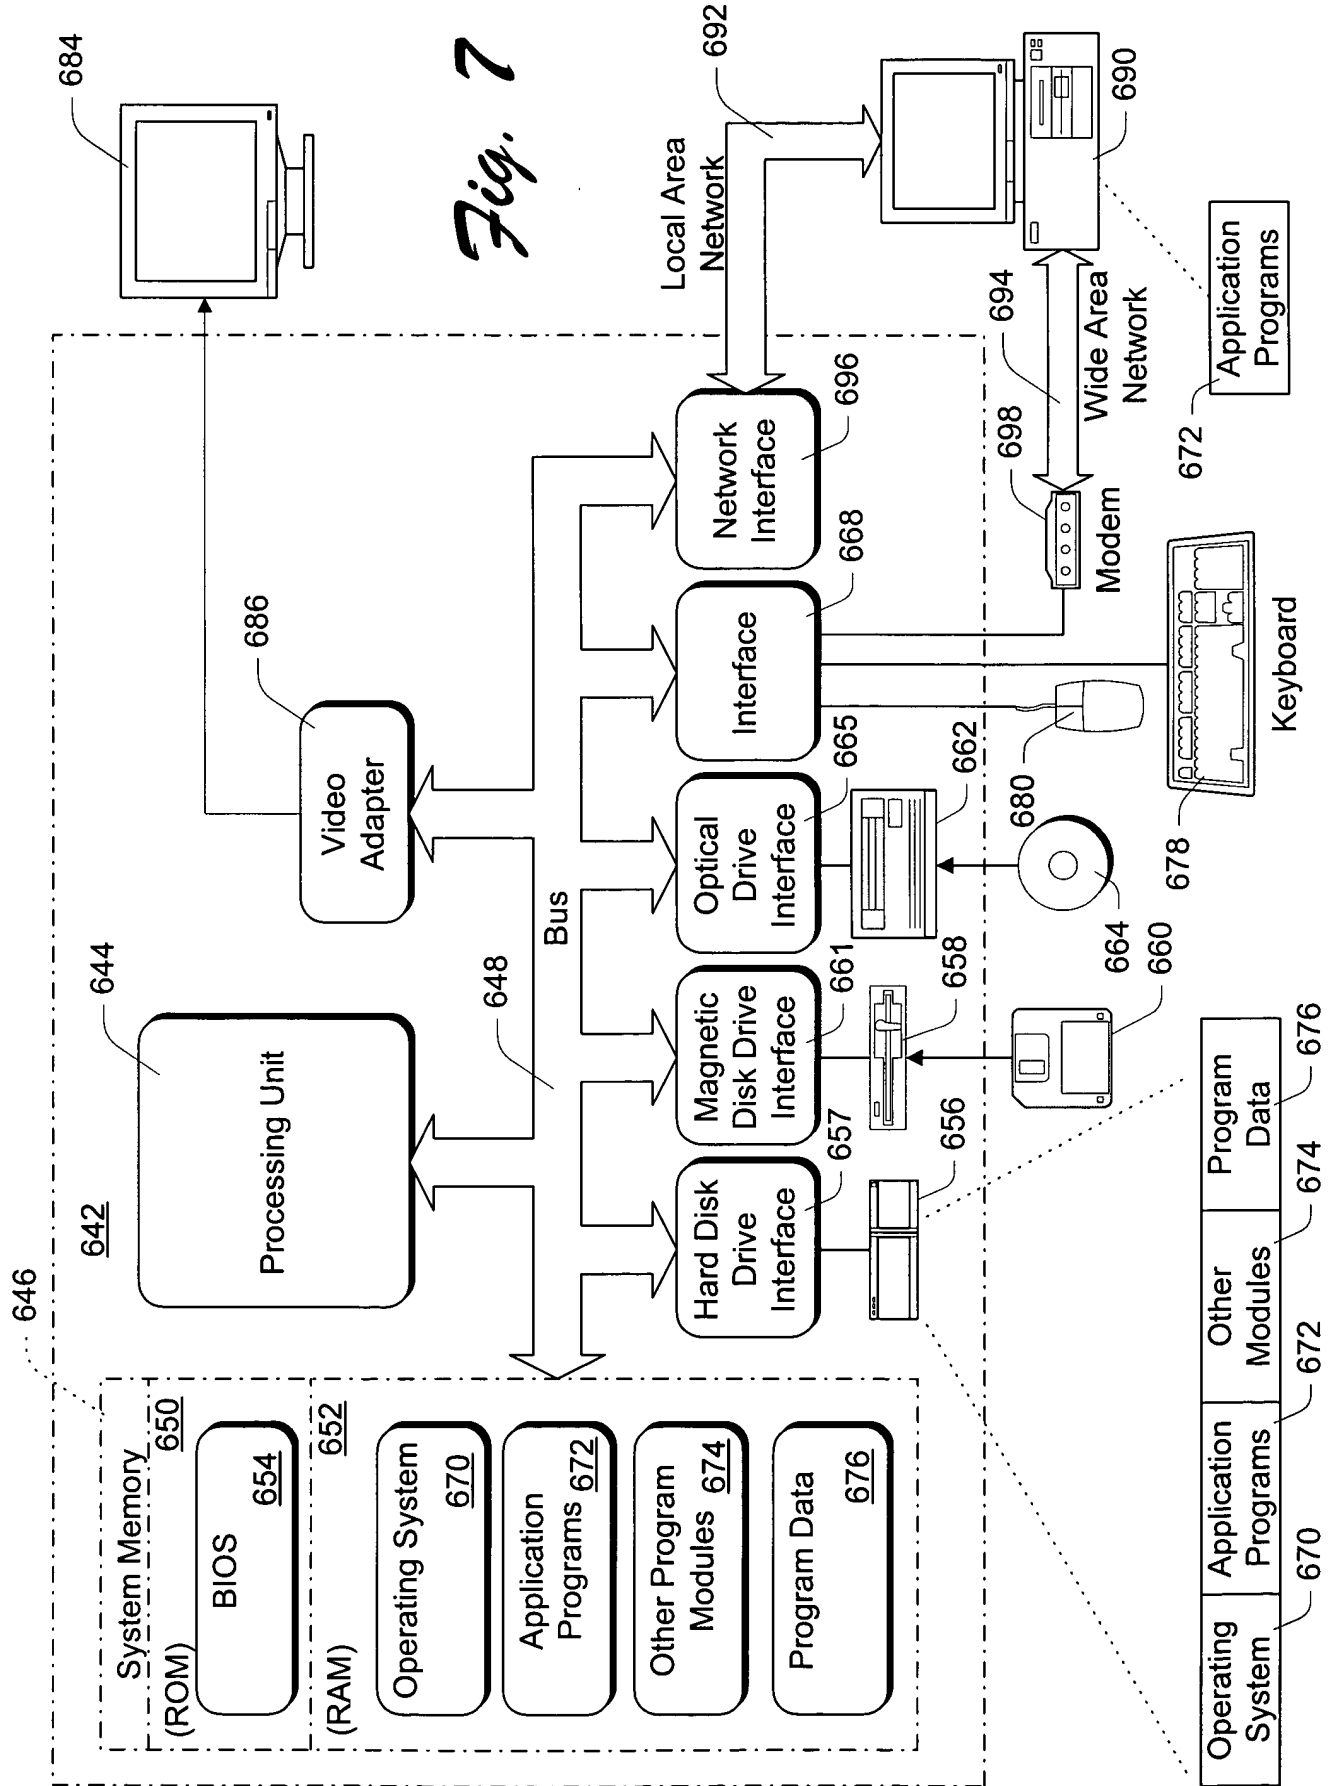 646
642
644
686
684
System Memory
(ROM)
650
BIOS
654
(RAM)
652
Operating System
670
Application
Programs 672
Other Program
Modules 674
Program Data
676
Processing Unit
Video
Adapter
648
Bus
Fig. 7
Hard Disk
Drive
Interface
657
Magnetic
Disk Drive
Interface
661
Optical
Drive
Interface
665
Interface
668
Network
Interface
696
Local Area
Network
692
656
658
662
660
664
680
678
Keyboard
698
Modem
694
Wide Area
Network
690
672
Application
Programs
Operating
System
670
Application
Programs
672
Other
Modules
674
Program
Data
676